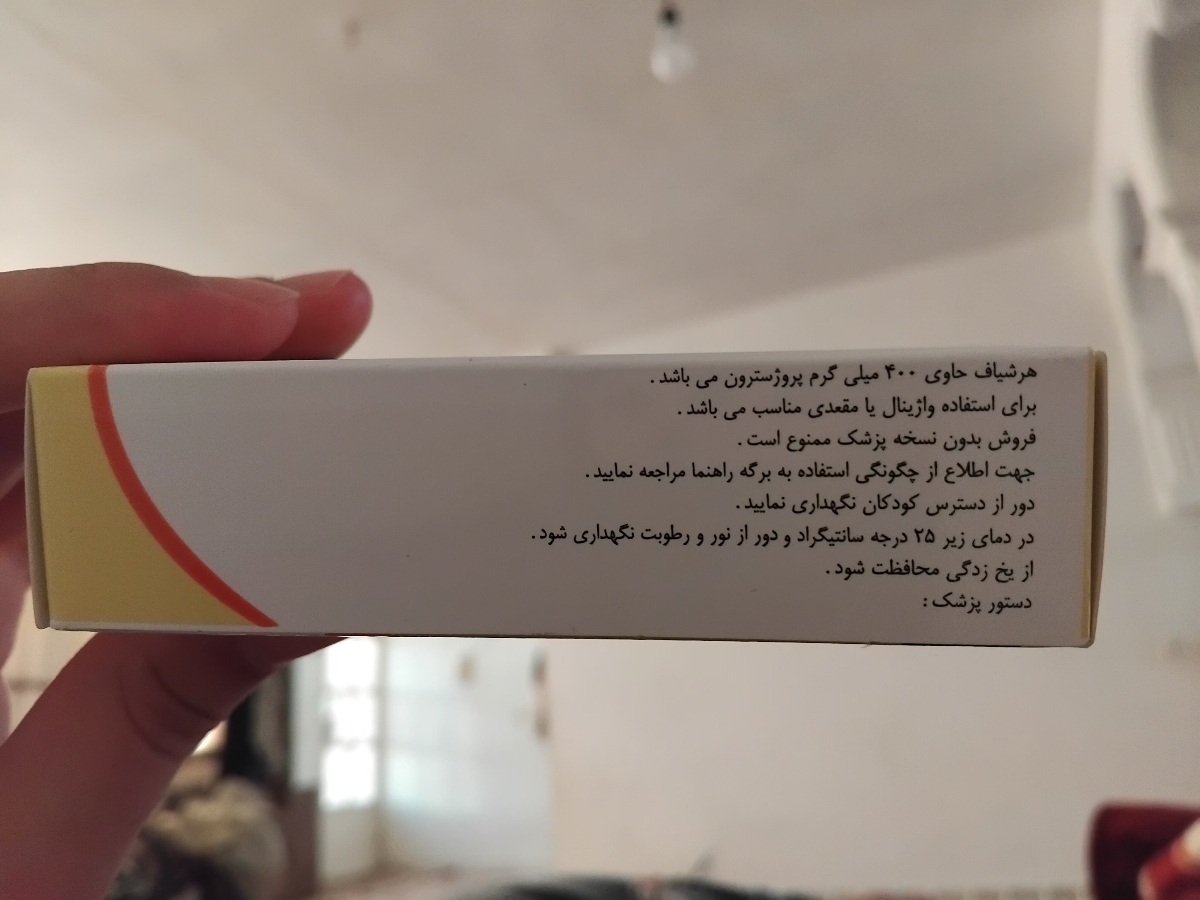 هرشیاف حاوی ۴۰۰ میلی گرم پروژسترون می باشد.
برای استفاده واژینال یا مقعدی مناسب می باشد.
فروش بدون نسخه پزشک ممنوع است.
جهت اطلاع از چگونگی استفاده به برگه راهنما مراجعه نمایید.
دور از دسترس کودکان نگهداری نمایید.
در دمای زیر ۲۵ درجه سانتیگراد و دور از نور و رطوبت نگهداری شود.
از یخ زدگی محافظت شود.
دستور پزشک: